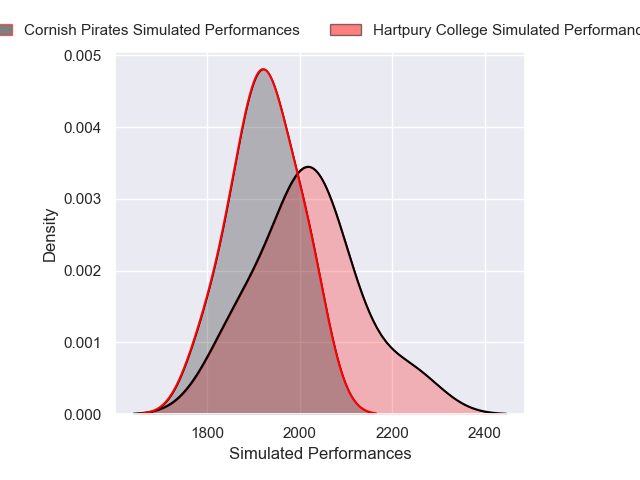 Cornish Pirates Simulated Performances Hartpury College Simulated
0.005
0.004
0.003
0.002
0.001
0.000
Density
1800 2000 2200 2400
Simulated Performances